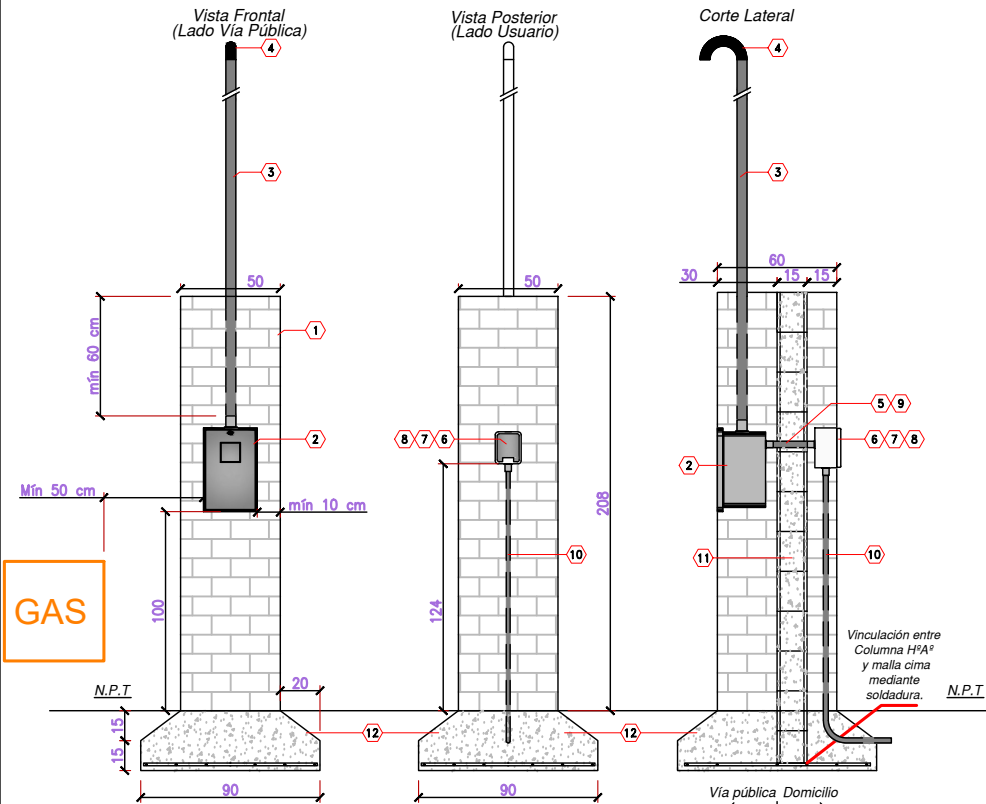 Vista Frontal
(Lado Vía Pública)
Vista Posterior
(Lado Usuario)
Corte Lateral
4
4
3
3
60
50
50
30
15
15
mín 60 cm
1
2
8
7
6
5
9
6
7
8
2
Mín 50 cm
mín 10 cm
208
10
11
10
GAS
100
124
Vinculación entre
Columna HºAº
y malla cima
mediante
soldadura.
N.P.T
20
N.P.T
15
15
12
12
90
90
Vía pública
Domicilio